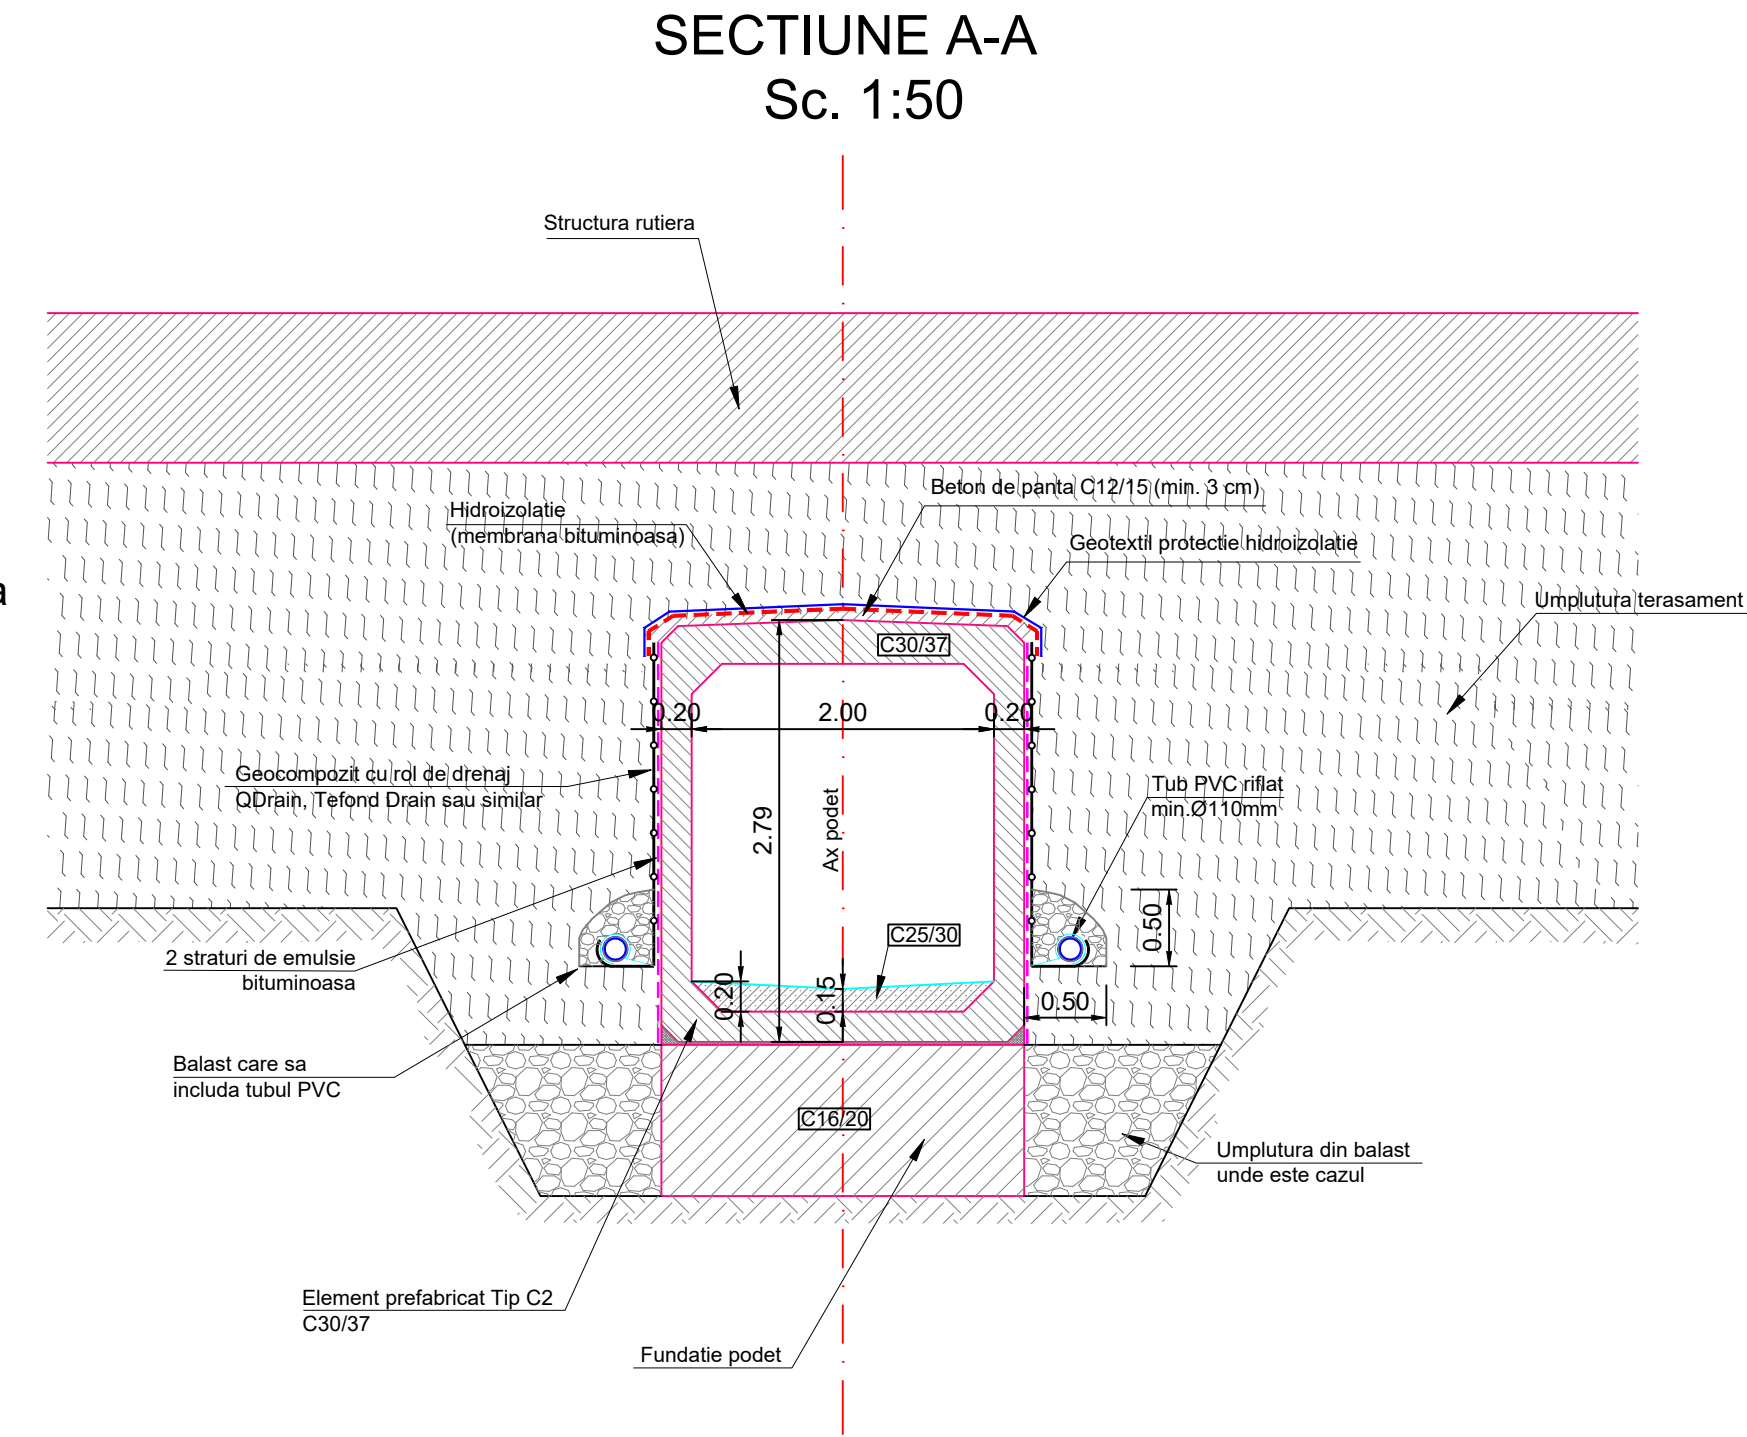 SECTIUNE A-A
Sc. 1:50
Structura rutiera
Beton de panta C12/15 (min. 3 cm)
Hidroizolatie
(membrana bituminoasa)
Geotextil protectie hidroizolatie
a
Umplutura terasament
C30/37
0.20
2.00
0.20
Geocompozit cu rol de drenaj
QDrain, Tefond Drain sau similar
Tub PVC riflat
min.Ø110mm
2.79
Ax podet
0.50
C25/30
2 straturi de emulsie
bituminoasa
0.20
0.15
0.50
Balast care sa
includa tubul PVC
C16/20
Umplutura din balast
unde este cazul
Element prefabricat Tip C2
C30/37
Fundatie podet